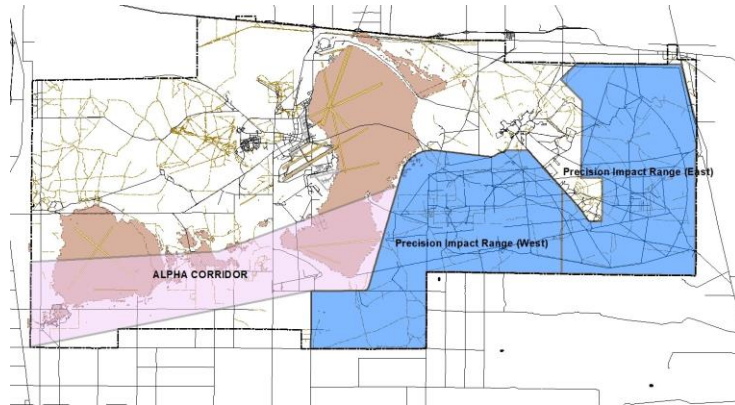 Precision Impact Range (East)
Precision Impact Range (West)
ALPHA CORRIDOR